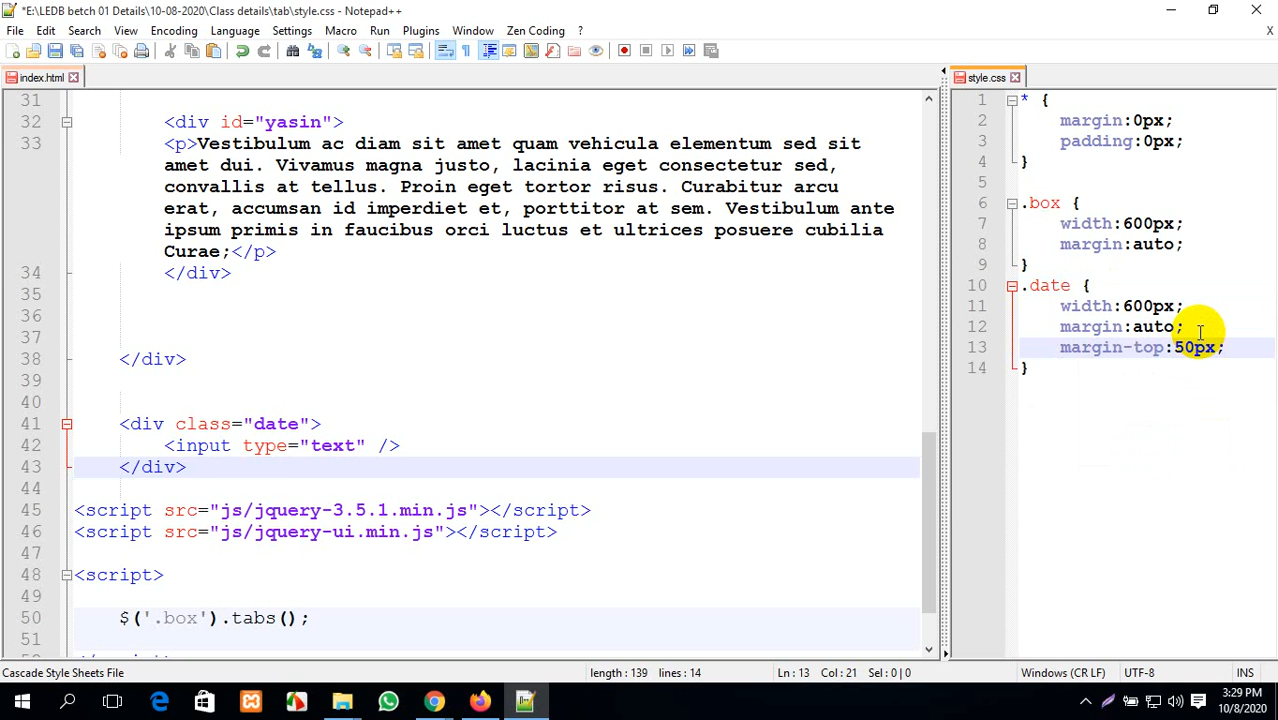 *E:\LEDB betch 01 Details\10-08-2020\Class details\tab\style.css - Notepad++
File Edit Search View Encoding Language Settings Macro Run Plugins Window Zen Coding ? X
index.html
31
32 <div id="yasin">
33 <p>Vestibulum ac diam sit amet quam vehicula elementum sed sit
amet dui. Vivamus magna justo, lacinia eget consectetur sed,
convallis at tellus. Proin eget tortor risus. Curabitur arcu
erat, accumsan id imperdiet et, porttitor at sem. Vestibulum ante
ipsum primis in faucibus orci luctus et ultrices posuere cubilia
Curae;</p>
34 </div>
35
36
37
38 </div>
39
40
41 <div class="date">
42 <input type="text" />
43 </div>
44
45 <script src="js/jquery-3.5.1.min.js"></script>
46 <script src="js/jquery-ui.min.js"></script>
47
48 <script>
49
50 $('.box').tabs();
51
style.css
1 * {
2 margin:0px;
3 padding:0px;
4 }
5
6 .box {
7 width:600px;
8 margin:auto;
9 }
10 .date {
11 width:600px;
12 margin:auto;
13 margin-top:50px;
14 }
Cascade Style Sheets File length : 139 lines : 14 Ln : 13 Col : 21 Sel : 0 | 0 Windows (CR LF) UTF-8 INS
3:29 PM
10/8/2020